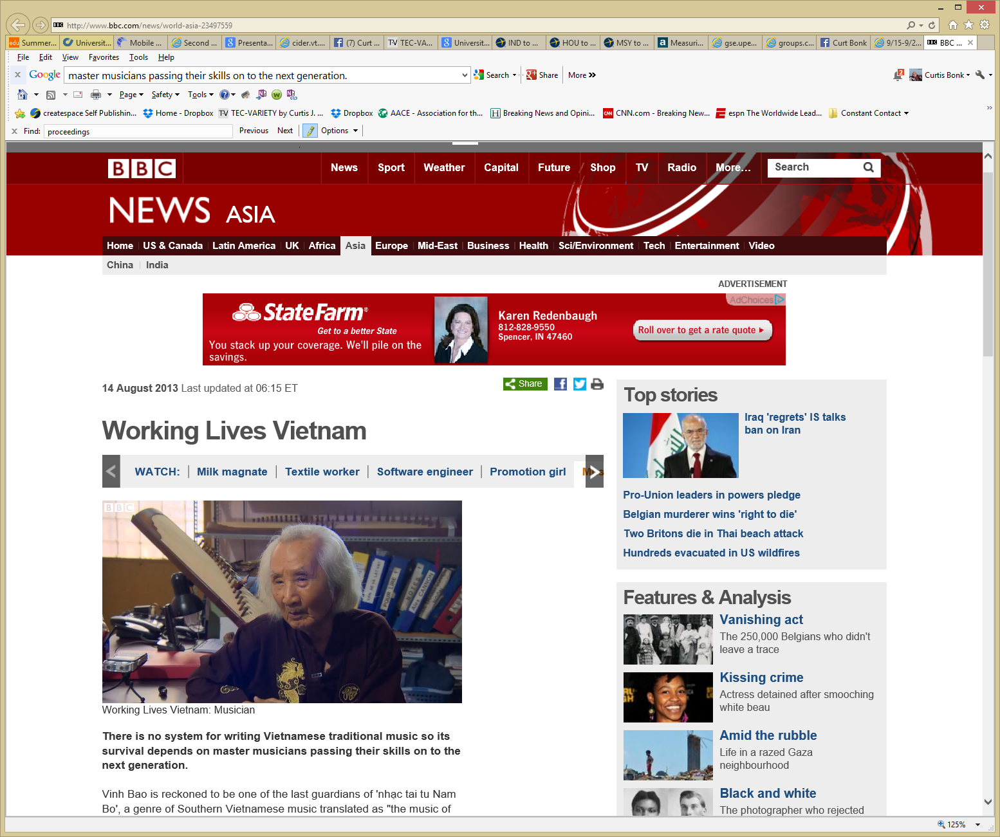 http://www.bbc.com/news/world-asia-23497559
Summer... Universit... Mobile ... Second ... Presenta... cider.vt.... (7) Curt ... TEC-VA... Universit... IND to ... HOU to ... MSY to ... Measuri... gse.upe... groups.c... Curt Bonk 9/15-9/2... BBC ...
File Edit View Favorites Tools Help
Google master musicians passing their skills on to the next generation. Search Share More 2 Curtis Bonk
Page Safety Tools
createspace Self Publishin... Home - Dropbox TEC-VARIETY by Curtis J. ... Dropbox AACE - Association for th... Breaking News and Opini... CNN.com - Breaking New... espn The Worldwide Lead... Constant Contact
Find: proceedings Previous Next Options
BBC News Sport Weather Capital Future Shop TV Radio More... Search
NEWS ASIA
Home US & Canada Latin America UK Africa Asia Europe Mid-East Business Health Sci/Environment Tech Entertainment Video
China India
ADVERTISEMENT
AdChoices
StateFarm®
Get to a better State
You stack up your coverage. We'll pile on the
savings.
Karen Redenbaugh
812-828-9550
Spencer, IN 47460
Roll over to get a rate quote
14 August 2013 Last updated at 06:15 ET
Share
Working Lives Vietnam
WATCH: Milk magnate Textile worker Software engineer Promotion girl
BBC
POUR LIRE 1
NOTES 1
Alex CANNON
Working Lives Vietnam: Musician
There is no system for writing Vietnamese traditional music so its
survival depends on master musicians passing their skills on to the
next generation.
Vinh Bao is reckoned to be one of the last guardians of 'nhạc tai tu Nam
Bo', a genre of Southern Vietnamese music translated as "the music of
Top stories
Iraq 'regrets' IS talks
ban on Iran
Pro-Union leaders in powers pledge
Belgian murderer wins 'right to die'
Two Britons die in Thai beach attack
Hundreds evacuated in US wildfires
Features & Analysis
Vanishing act
The 250,000 Belgians who didn't
leave a trace
Kissing crime
Actress detained after smooching
white beau
Amid the rubble
Life in a razed Gaza
neighbourhood
Black and white
The photographer who rejected
125%